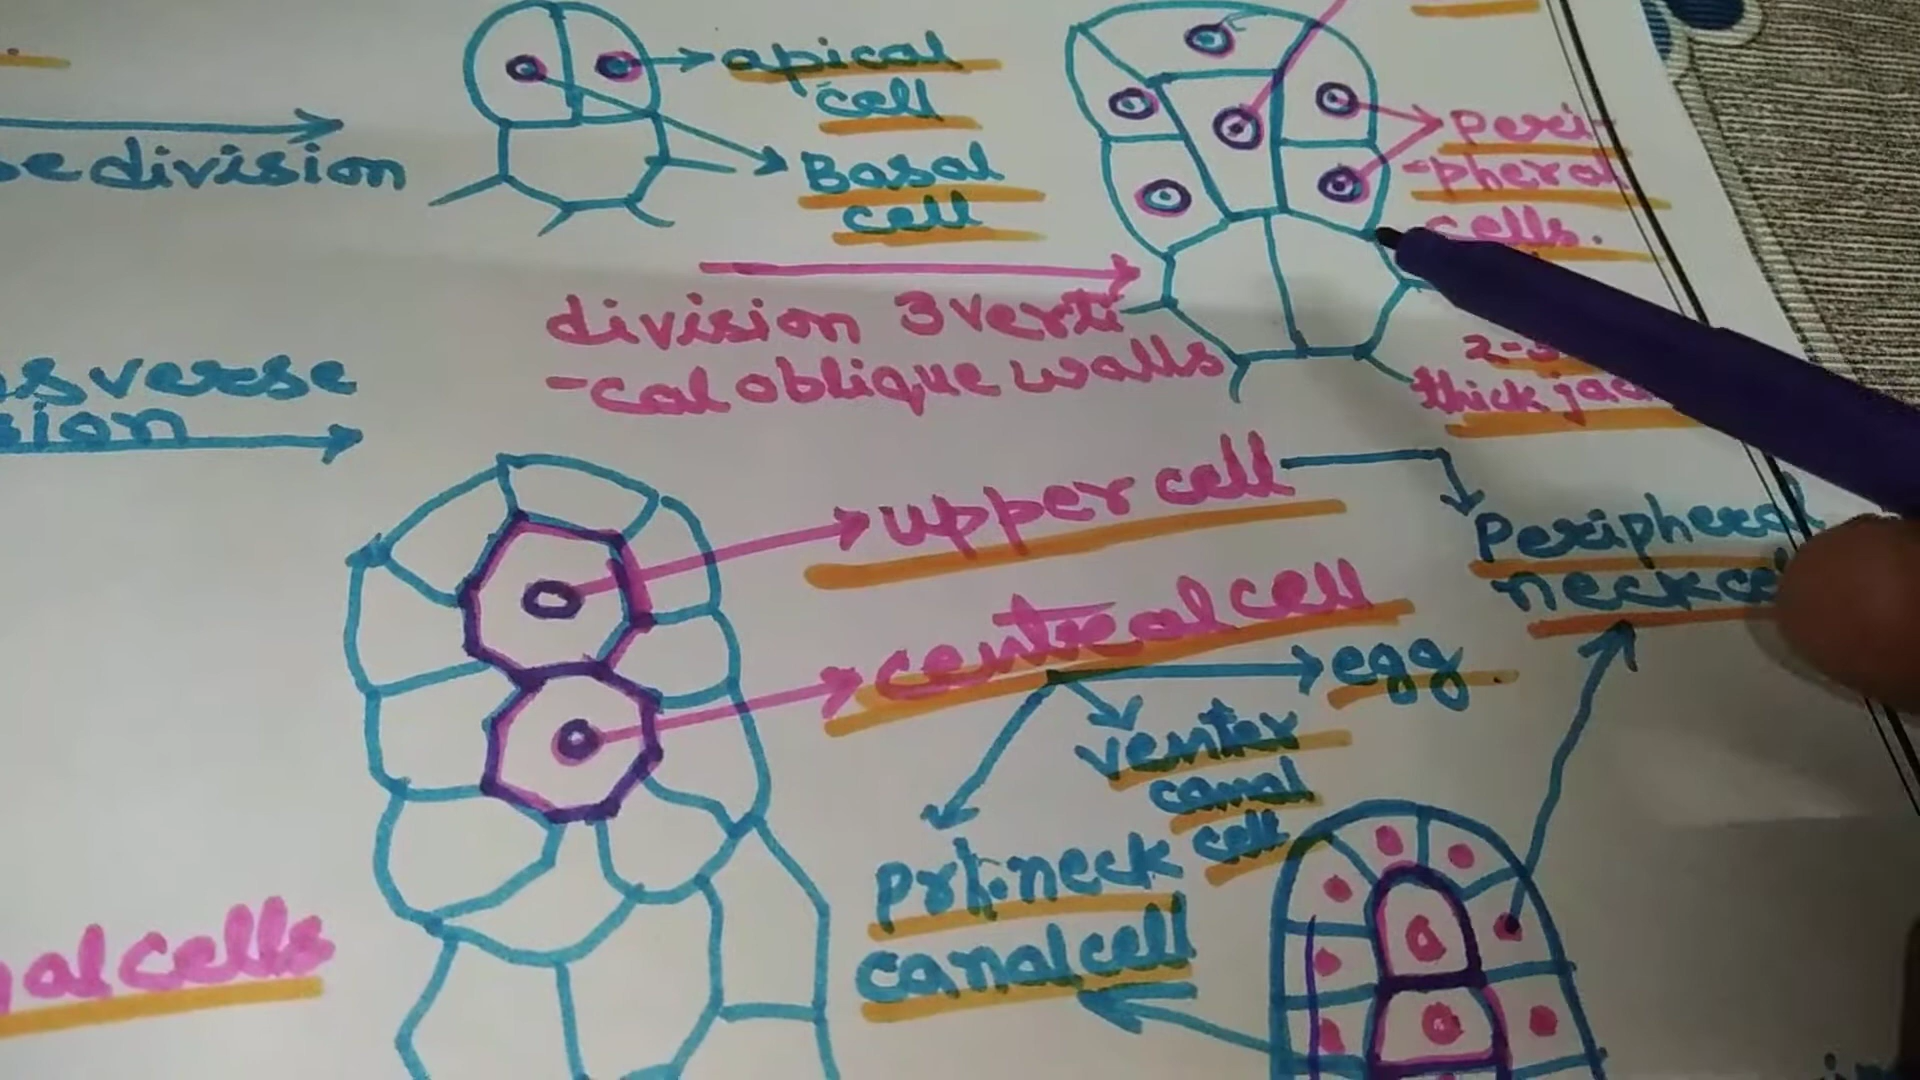 apical
cell
se division
Basal
cell
peri-
-pheral
cells.
division 3 verti
-cal oblique walls
thick jac
nsverse
sion
upper cell
Peripheral
neck ce
central cell
egg
venter
canal
cell
pri. neck
canal cell
al cells